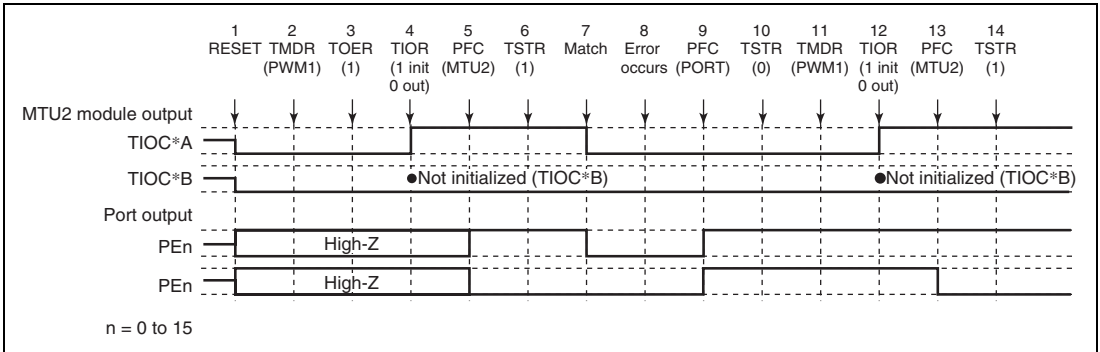 1 2 3 4 5 6 7 8 9 10 11 12 13 14
RESET TMDR TOER TIOR PFC TSTR Match Error PFC TSTR TMDR TIOR PFC TSTR
(PWM1) (1) (1 init (MTU2) (1) occurs (PORT) (0) (PWM1) (1 init (MTU2) (1)
0 out) 0 out)
MTU2 module output
TIOC*A
TIOC*B ●Not initialized (TIOC*B) ●Not initialized (TIOC*B)
Port output
PEn High-Z
PEn High-Z
n = 0 to 15